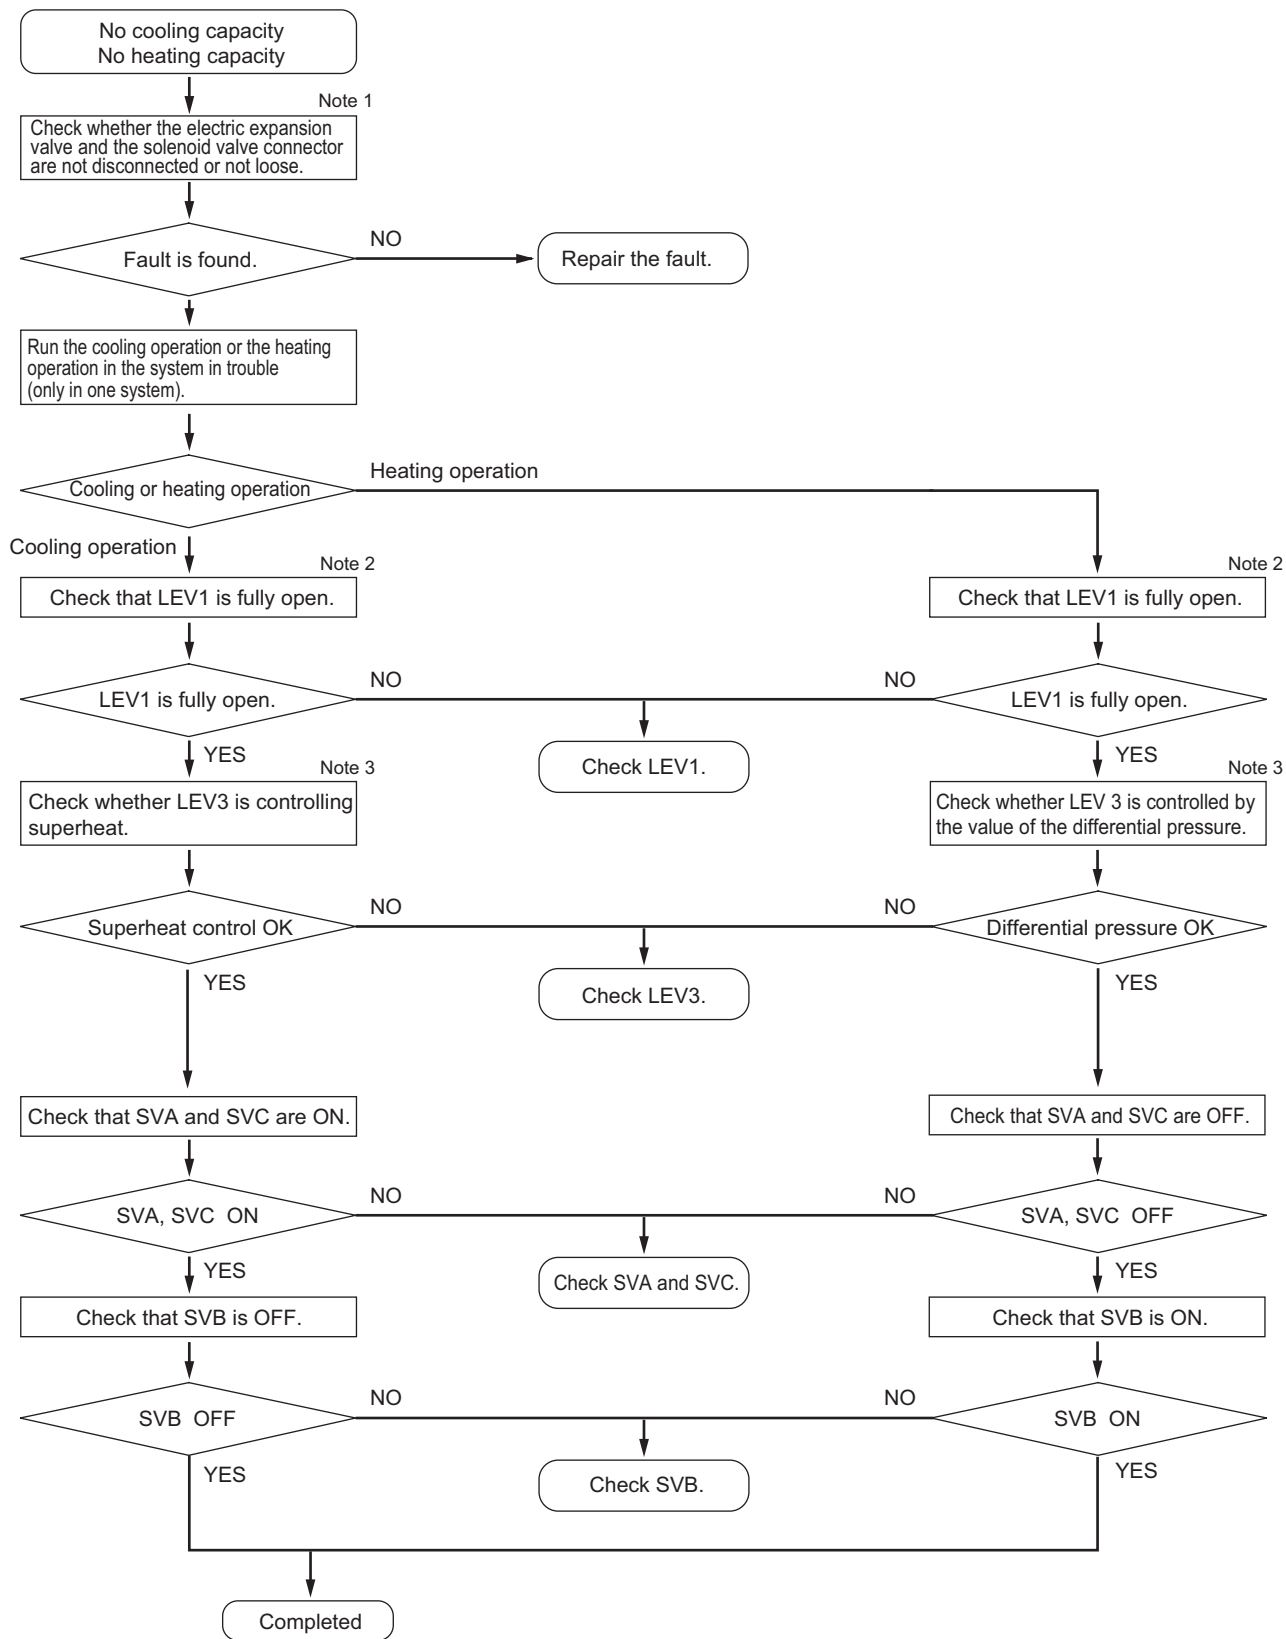 No cooling capacity
No heating capacity
Note 1
Check whether the electric expansion
valve and the solenoid valve connector
are not disconnected or not loose.
NO
Fault is found.
Repair the fault.
Run the cooling operation or the heating
operation in the system in trouble
(only in one system).
Heating operation
Cooling or heating operation
Cooling operation
Note 2
Note 2
Check that LEV1 is fully open.
Check that LEV1 is fully open.
NO
NO
LEV1 is fully open.
LEV1 is fully open.
YES
YES
Check LEV1.
Note 3
Note 3
Check whether LEV3 is controlling
superheat.
Check whether LEV 3 is controlled by
the value of the differential pressure.
NO
NO
Superheat control OK
Differential pressure OK
YES
YES
Check LEV3.
Check that SVA and SVC are ON.
Check that SVA and SVC are OFF.
NO
NO
SVA, SVC  ON
SVA, SVC  OFF
YES
YES
Check SVA and SVC.
Check that SVB is OFF.
Check that SVB is ON.
NO
NO
SVB  OFF
SVB  ON
YES
YES
Check SVB.
Completed